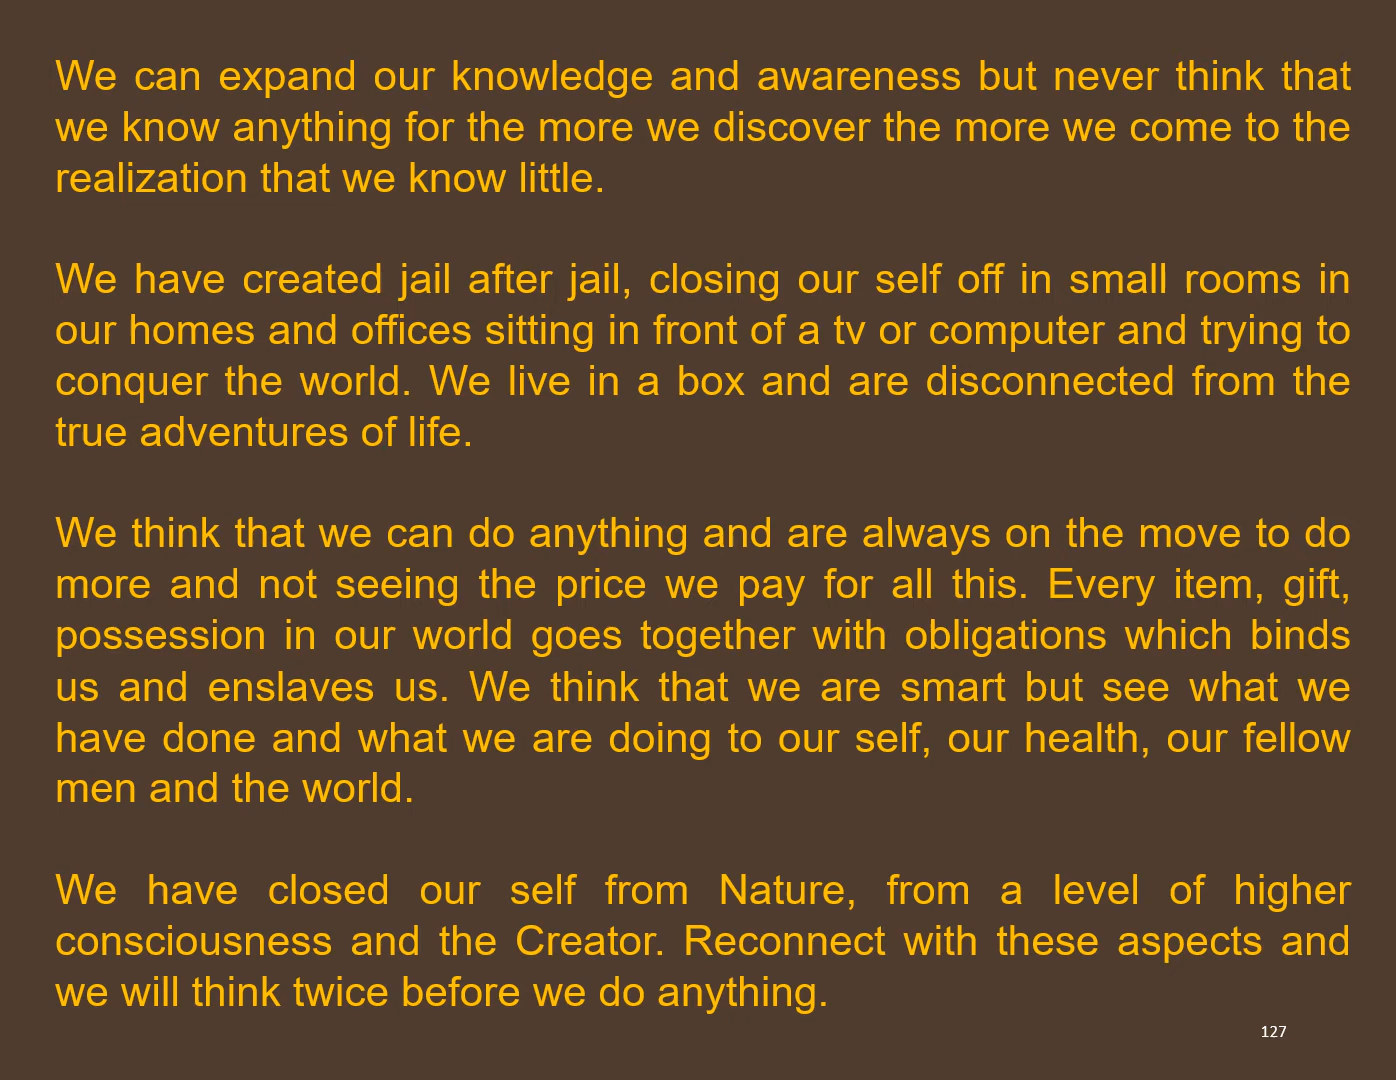 We can expand our knowledge and awareness but never think that
we know anything for the more we discover the more we come to the
realization that we know little.
We have created jail after jail, closing our self off in small rooms in
our homes and offices sitting in front of a tv or computer and trying to
conquer the world. We live in a box and are disconnected from the
true adventures of life.
We think that we can do anything and are always on the move to do
more and not seeing the price we pay for all this. Every item, gift,
possession in our world goes together with obligations which binds
us and enslaves us. We think that we are smart but see what we
have done and what we are doing to our self, our health, our fellow
men and the world.
We have closed our self from Nature, from a level of higher
consciousness and the Creator. Reconnect with these aspects and
we will think twice before we do anything.
127